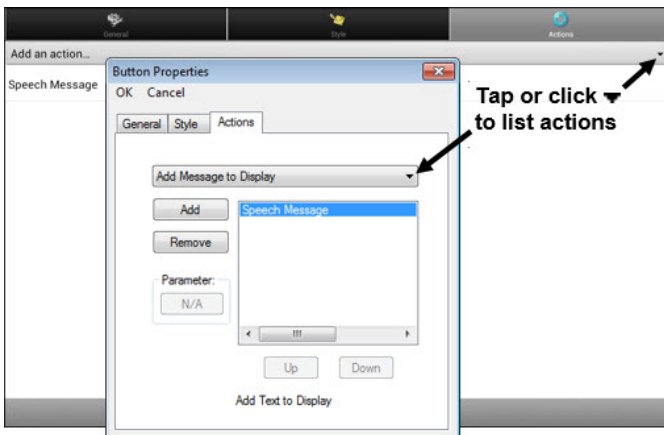 General
Style
Actions
Add an action...
Speech Message
Button Properties
OK Cancel
General Style Actions
Add Message to Display
Add
Speech Message
Remove
Parameter:
N/A
Up Down
Add Text to Display
Tap or click
to list actions